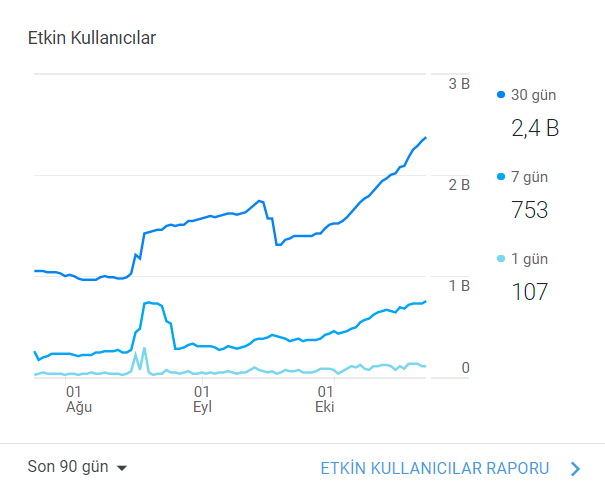 Etkin Kullanıcılar
3 B
2 B
1 B
0
30 gün
2,4 B
7 gün
753
1 gün
107
01
Ağu
01
Eyl
01
Eki
Son 90 gün
ETKİN KULLANICILAR RAPORU